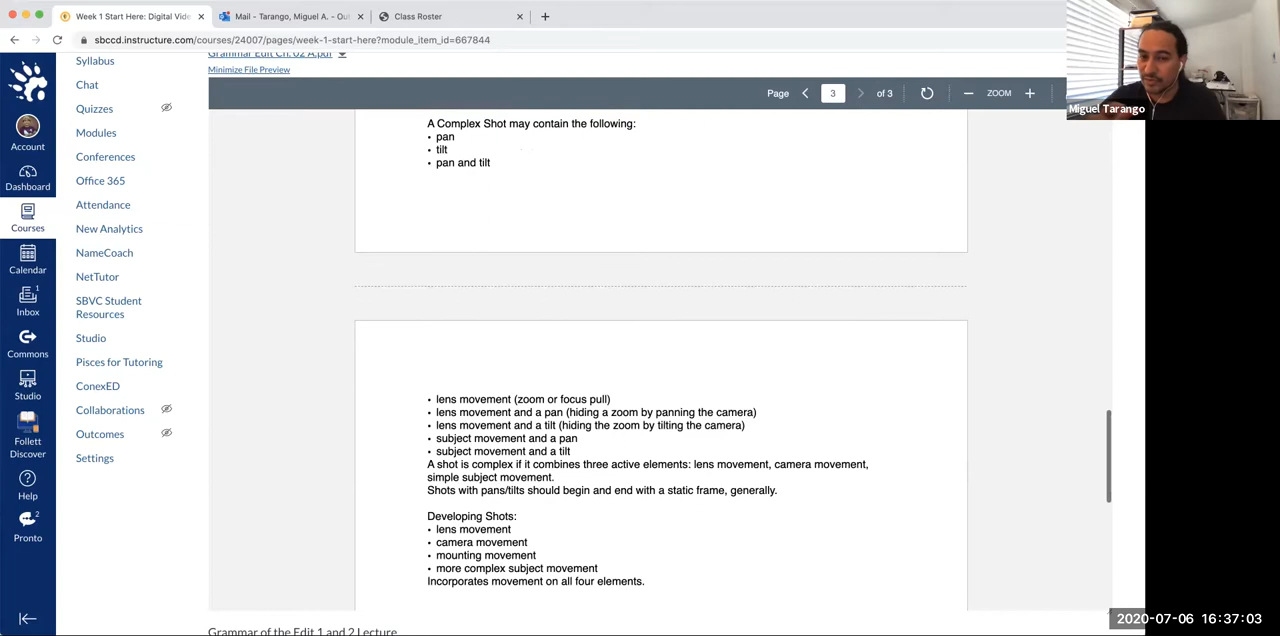 Week 1 Start Here: Digital Vide
Mail - Tarango, Miguel A. - Out
Class Roster
sbccd.instructure.com/courses/24007/pages/week-1-start-here?module_item_id=667844
Miguel Tarango
Account
Dashboard
Courses
Calendar
1
Inbox
Commons
Studio
Follett
Discover
Help
2
Pronto
Syllabus
Chat
Quizzes
Modules
Conferences
Office 365
Attendance
New Analytics
NameCoach
NetTutor
SBVC Student
Resources
Studio
Pisces for Tutoring
ConexED
Collaborations
Outcomes
Settings
Grammar Edit Ch. 02 A.pdf
Minimize File Preview
Page 3 of 3 ZOOM
A Complex Shot may contain the following:
• pan
• tilt
• pan and tilt
• lens movement (zoom or focus pull)
• lens movement and a pan (hiding a zoom by panning the camera)
• lens movement and a tilt (hiding the zoom by tilting the camera)
• subject movement and a pan
• subject movement and a tilt
A shot is complex if it combines three active elements: lens movement, camera movement,
simple subject movement.
Shots with pans/tilts should begin and end with a static frame, generally.
Developing Shots:
• lens movement
• camera movement
• mounting movement
• more complex subject movement
Incorporates movement on all four elements.
Grammar of the Edit 1 and 2 Lecture
2020-07-06 16:37:03